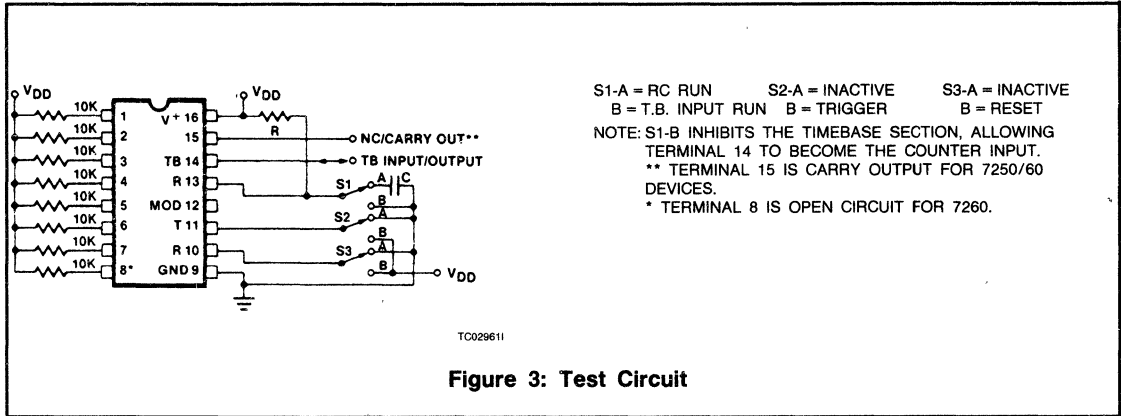 VDD
10K
10K
10K
10K
10K
10K
10K
10K
1
2
3
4
5
6
7
8*
V+ 16
15
TB 14
R 13
MOD 12
T 11
R 10
GND 9
VDD
R
NC/CARRY OUT**
TB INPUT/OUTPUT
S1
A
C
B
S2
A
B
S3
A
B
VDD
S1-A = RC RUN S2-A = INACTIVE S3-A = INACTIVE
B = T.B. INPUT RUN B = TRIGGER B = RESET
NOTE: S1-B INHIBITS THE TIMEBASE SECTION, ALLOWING
TERMINAL 14 TO BECOME THE COUNTER INPUT.
** TERMINAL 15 IS CARRY OUTPUT FOR 7250/60
DEVICES.
* TERMINAL 8 IS OPEN CIRCUIT FOR 7260.
TC02961I
Figure 3: Test Circuit